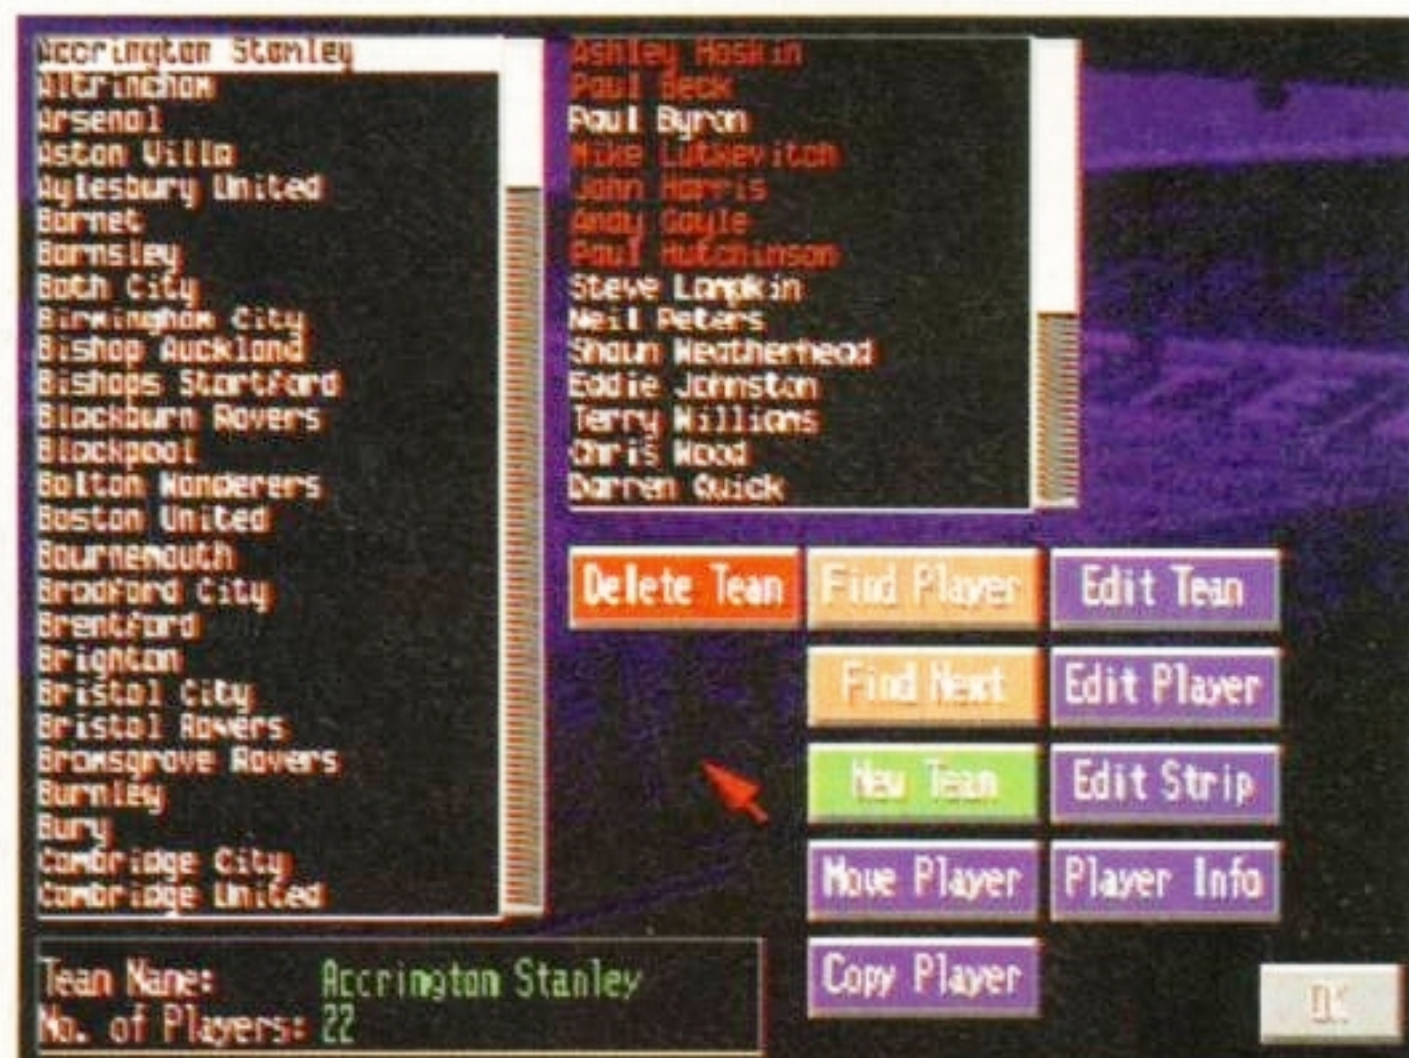 Accrington Stanley
Altrincham
Arsenal
Aston Villa
Aylesbury United
Barnet
Barnsley
Bath City
Birmingham City
Bishop Auckland
Bishops Stortford
Blackburn Rovers
Blackpool
Bolton Wanderers
Boston United
Bournemouth
Bradford City
Brentford
Brighton
Bristol City
Bristol Rovers
Bromsgrove Rovers
Burnley
Bury
Cambridge City
Cambridge United
Ashley Hoskin
Paul Beck
Paul Byron
Mike Lutkevitch
John Harris
Andy Gayle
Paul Hutchinson
Steve Lampkin
Neil Peters
Shaun Weatherhead
Eddie Johnston
Terry Williams
Chris Wood
Darren Quick
Delete Team
Find Player
Edit Team
Find Next
Edit Player
New Team
Edit Strip
Move Player
Player Info
Copy Player
OK
Team Name: Accrington Stanley
No. of Players: 22